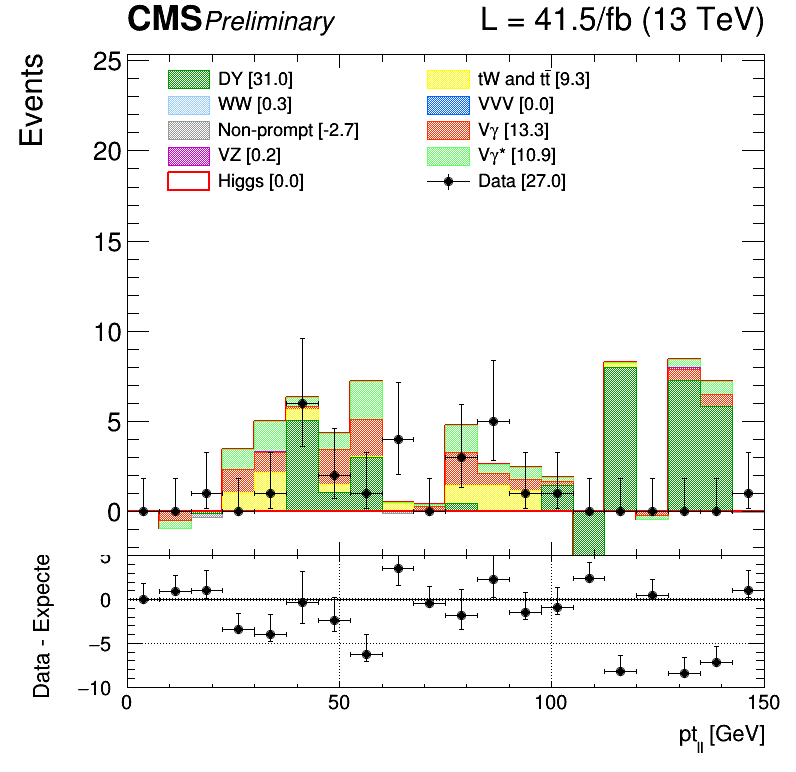 CMS Preliminary L = 41.5/fb (13 TeV)
Events
25
20
15
10
5
0
DY [31.0]
WW [0.3]
Non-prompt [-2.7]
VZ [0.2]
Higgs [0.0]
tW and tt̄ [9.3]
VVV [0.0]
Vγ [13.3]
Vγ* [10.9]
Data [27.0]
Data - Expecte
5
0
−5
−10
0 50 100 150
pt_ll [GeV]